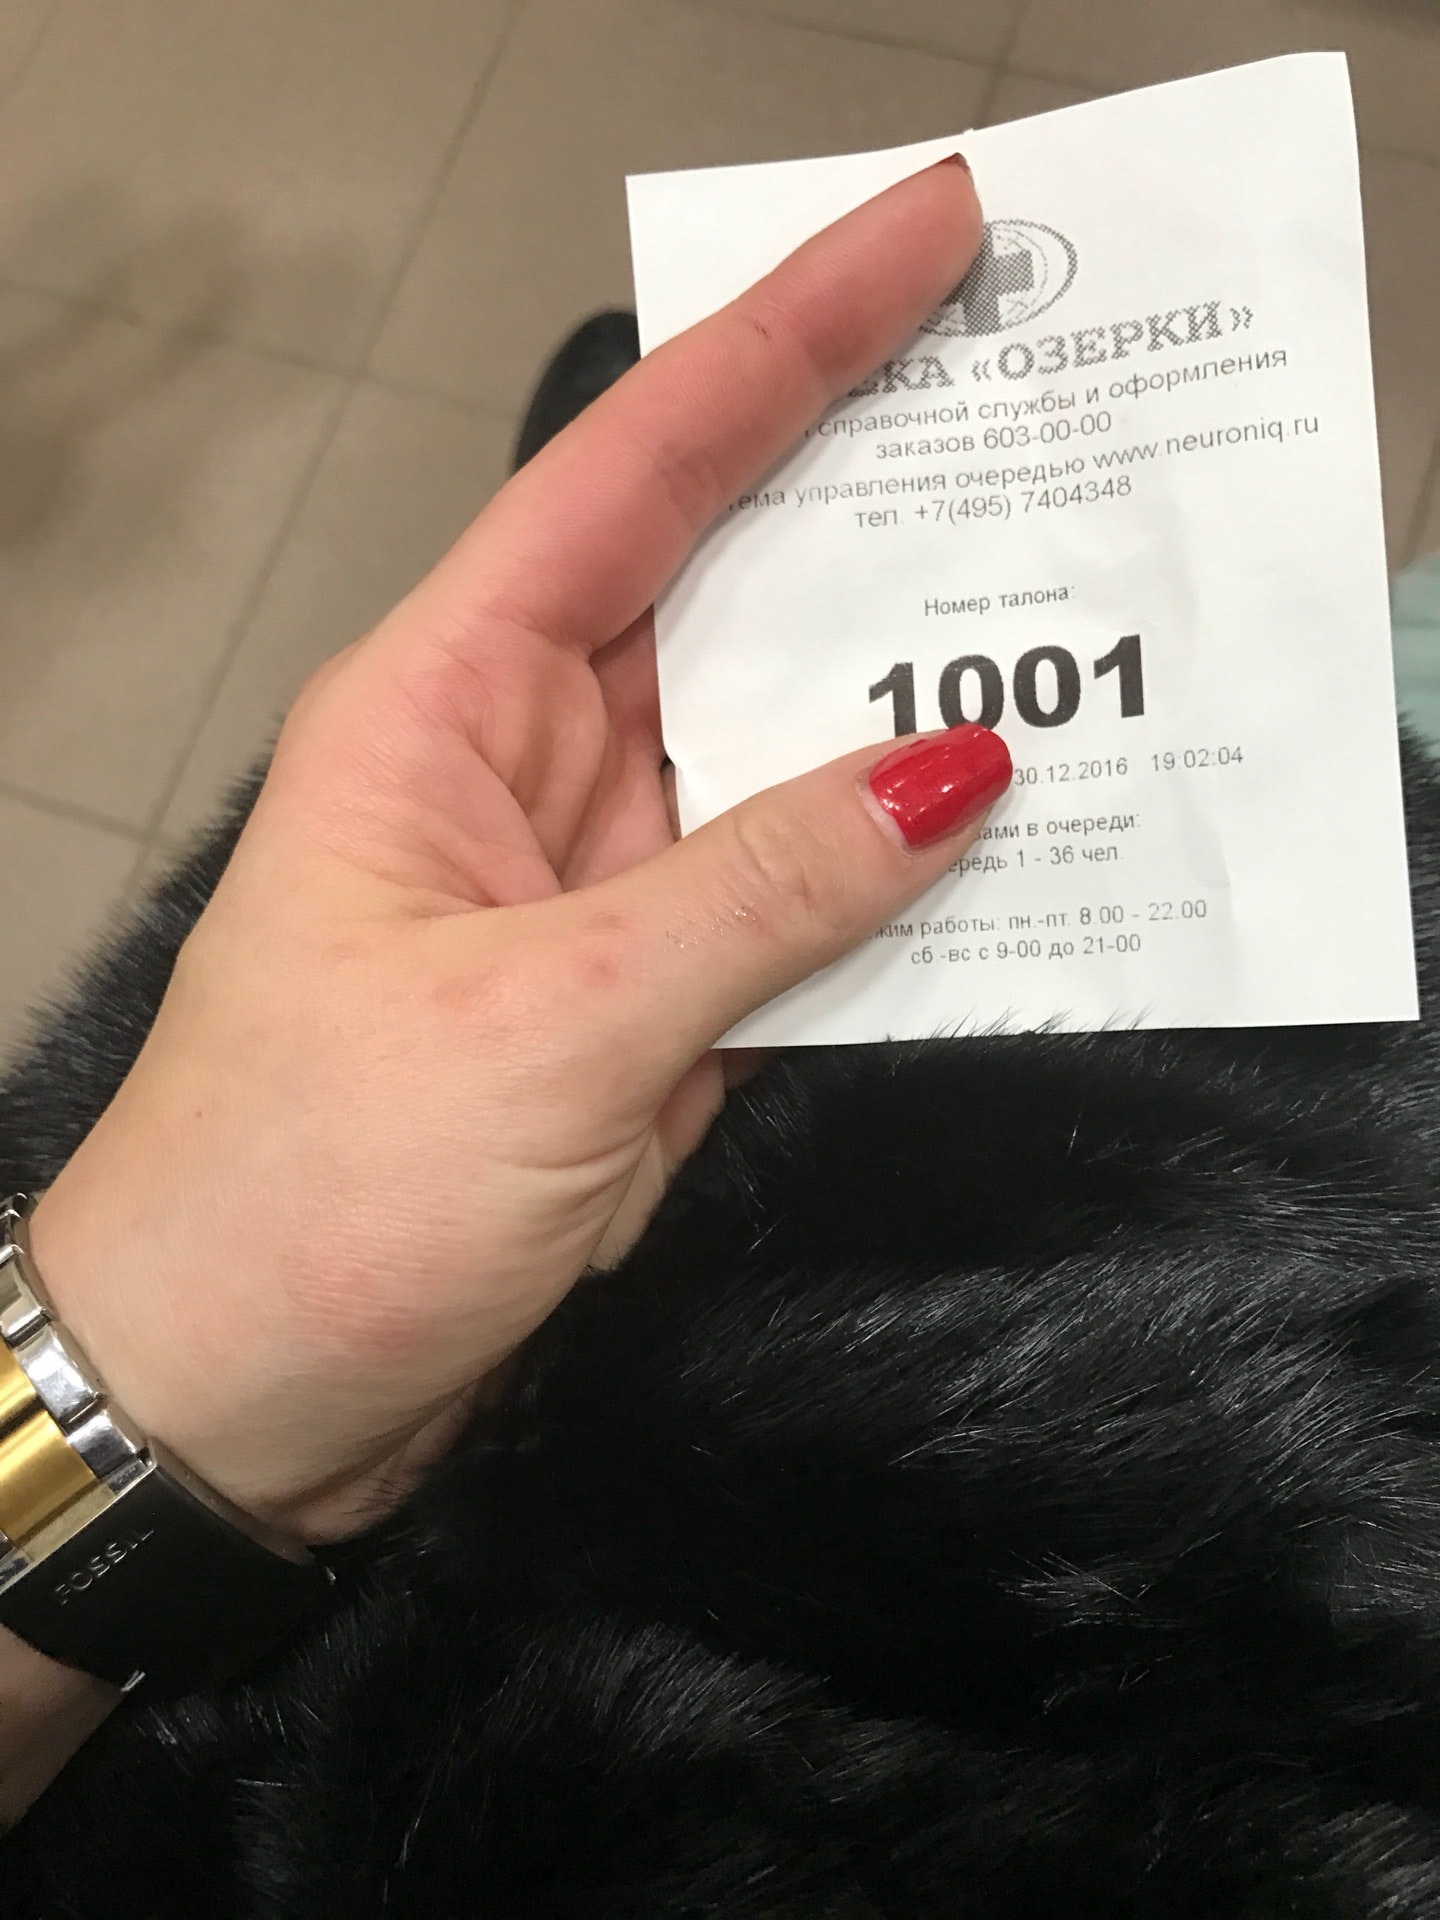 «ОЗЕРКИ»
справочной службы и оформления
заказов 603-00-00
управления очередью www.neuroniq.ru
тел. +7(495) 7404348
Номер талона:
1001
30.12.2016 19:02:04
в очереди:
1 - 36 чел.
работы: пн.-пт. 8.00 - 22.00
сб.-вс с 9-00 до 21-00
FOSSIL